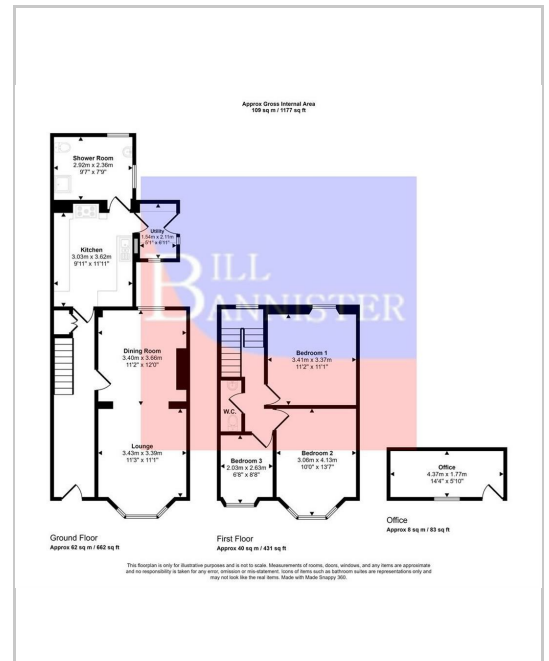 Approx Gross Internal Area
109 sq m / 1177 sq ft
Shower Room
2.92m x 2.36m
9'7" x 7'9"
Utility
1.54m x 2.11m
5'1" x 6'11"
Kitchen
3.03m x 3.62m
9'11" x 11'11"
BILL
BANNISTER
Dining Room
3.40m x 3.66m
11'2" x 12'0"
Lounge
3.43m x 3.39m
11'3" x 11'1"
Bedroom 1
3.41m x 3.37m
11'2" x 11'1"
W.C.
Bedroom 3
2.03m x 2.63m
6'8" x 8'8"
Bedroom 2
3.06m x 4.13m
10'0" x 13'7"
Office
4.37m x 1.77m
14'4" x 5'10"
Ground Floor
Approx 62 sq m / 662 sq ft
First Floor
Approx 40 sq m / 431 sq ft
Office
Approx 8 sq m / 83 sq ft
This floorplan is only for illustrative purposes and is not to scale. Measurements of rooms, doors, windows, and any items are approximate
and no responsibility is taken for any error, omission or mis-statement. Icons of items such as bathroom suites are representations only and
may not look like the real items. Made with Made Snappy 360.